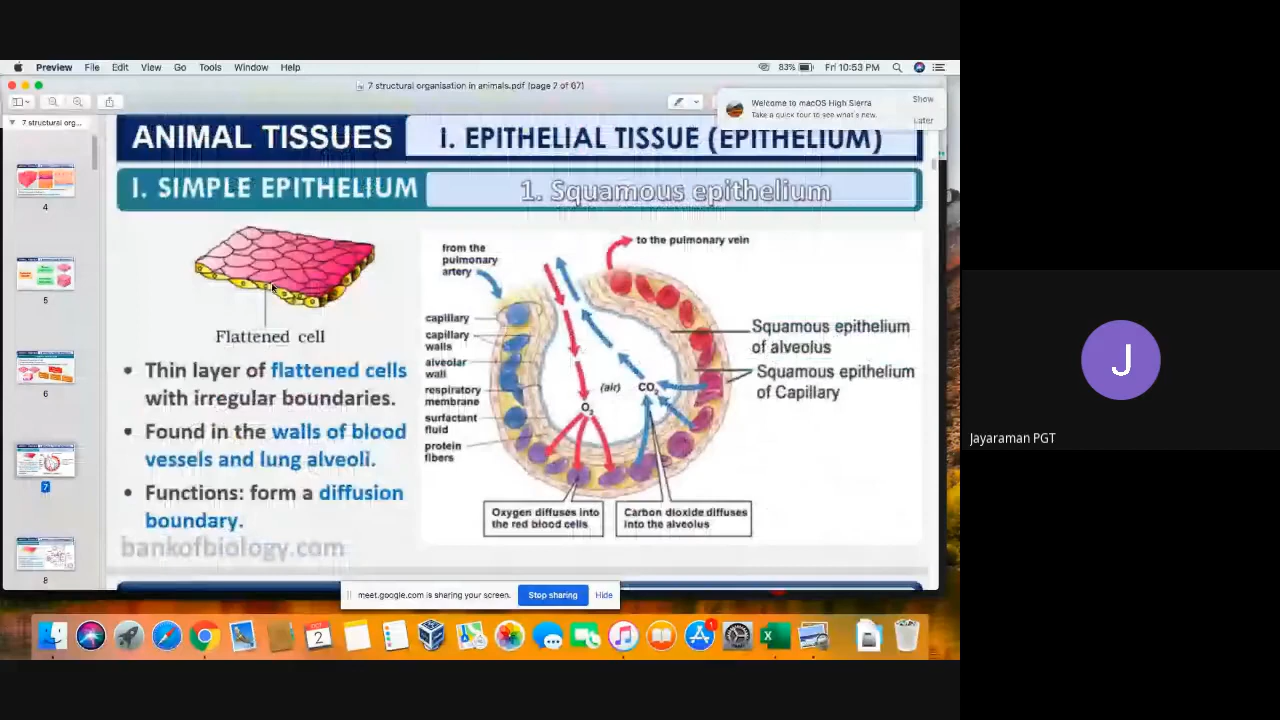 Preview File Edit View Go Tools Window Help
83% Fri 10:53 PM
7 structural organisation in animals.pdf (page 7 of 67)
7 structural org...
Welcome to macOS High Sierra
Take a quick tour to see what's new.
Show
Later
ANIMAL TISSUES
I. EPITHELIAL TISSUE (EPITHELIUM)
I. SIMPLE EPITHELIUM
1. Squamous epithelium
4
5
6
7
8
Flattened cell
• Thin layer of flattened cells
with irregular boundaries.
• Found in the walls of blood
vessels and lung alveoli.
• Functions: form a diffusion
boundary.
bankofbiology.com
from the
pulmonary
artery
to the pulmonary vein
capillary
capillary
walls
alveolar
wall
respiratory
membrane
surfactant
fluid
protein
fibers
(air)
O2
CO2
Squamous epithelium
of alveolus
Squamous epithelium
of Capillary
Oxygen diffuses into
the red blood cells
Carbon dioxide diffuses
into the alveolus
meet.google.com is sharing your screen.
Stop sharing
Hide
OCT
2
1
J
Jayaraman PGT